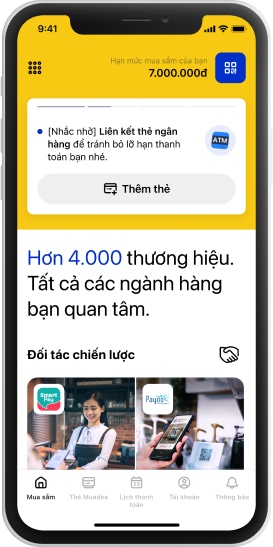 9:41
Hạn mức mua sắm của bạn
7.000.000đ
[Nhắc nhở] Liên kết thẻ ngân
hàng để tránh bỏ lỡ hạn thanh
toán bạn nhé.
ATM
Thêm thẻ
Hơn 4.000 thương hiệu.
Tất cả các ngành hàng
bạn quan tâm.
Đối tác chiến lược
Smart
Pay
Payoo
Mua sắm
Thẻ Muadee
Lịch thanh
toán
Tài khoản
Thông báo